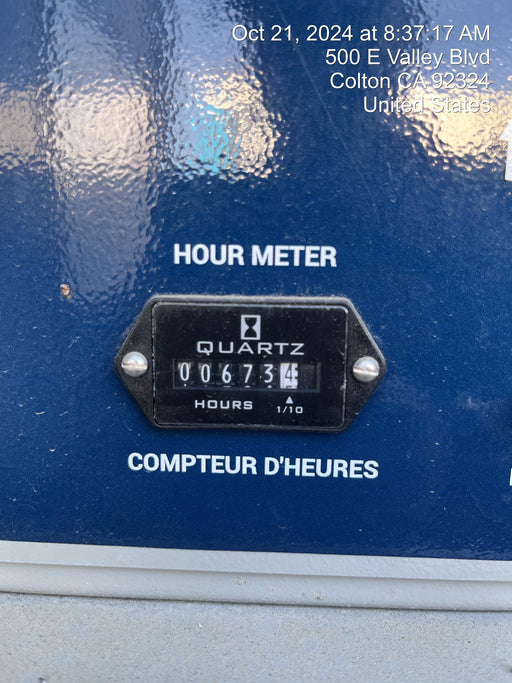 Oct 21, 2024 at 8:37:17 AM
500 E Valley Blvd
Colton CA 92324
United States
HOUR METER
QUARTZ
006734
HOURS 1/10
COMPTEUR D'HEURES